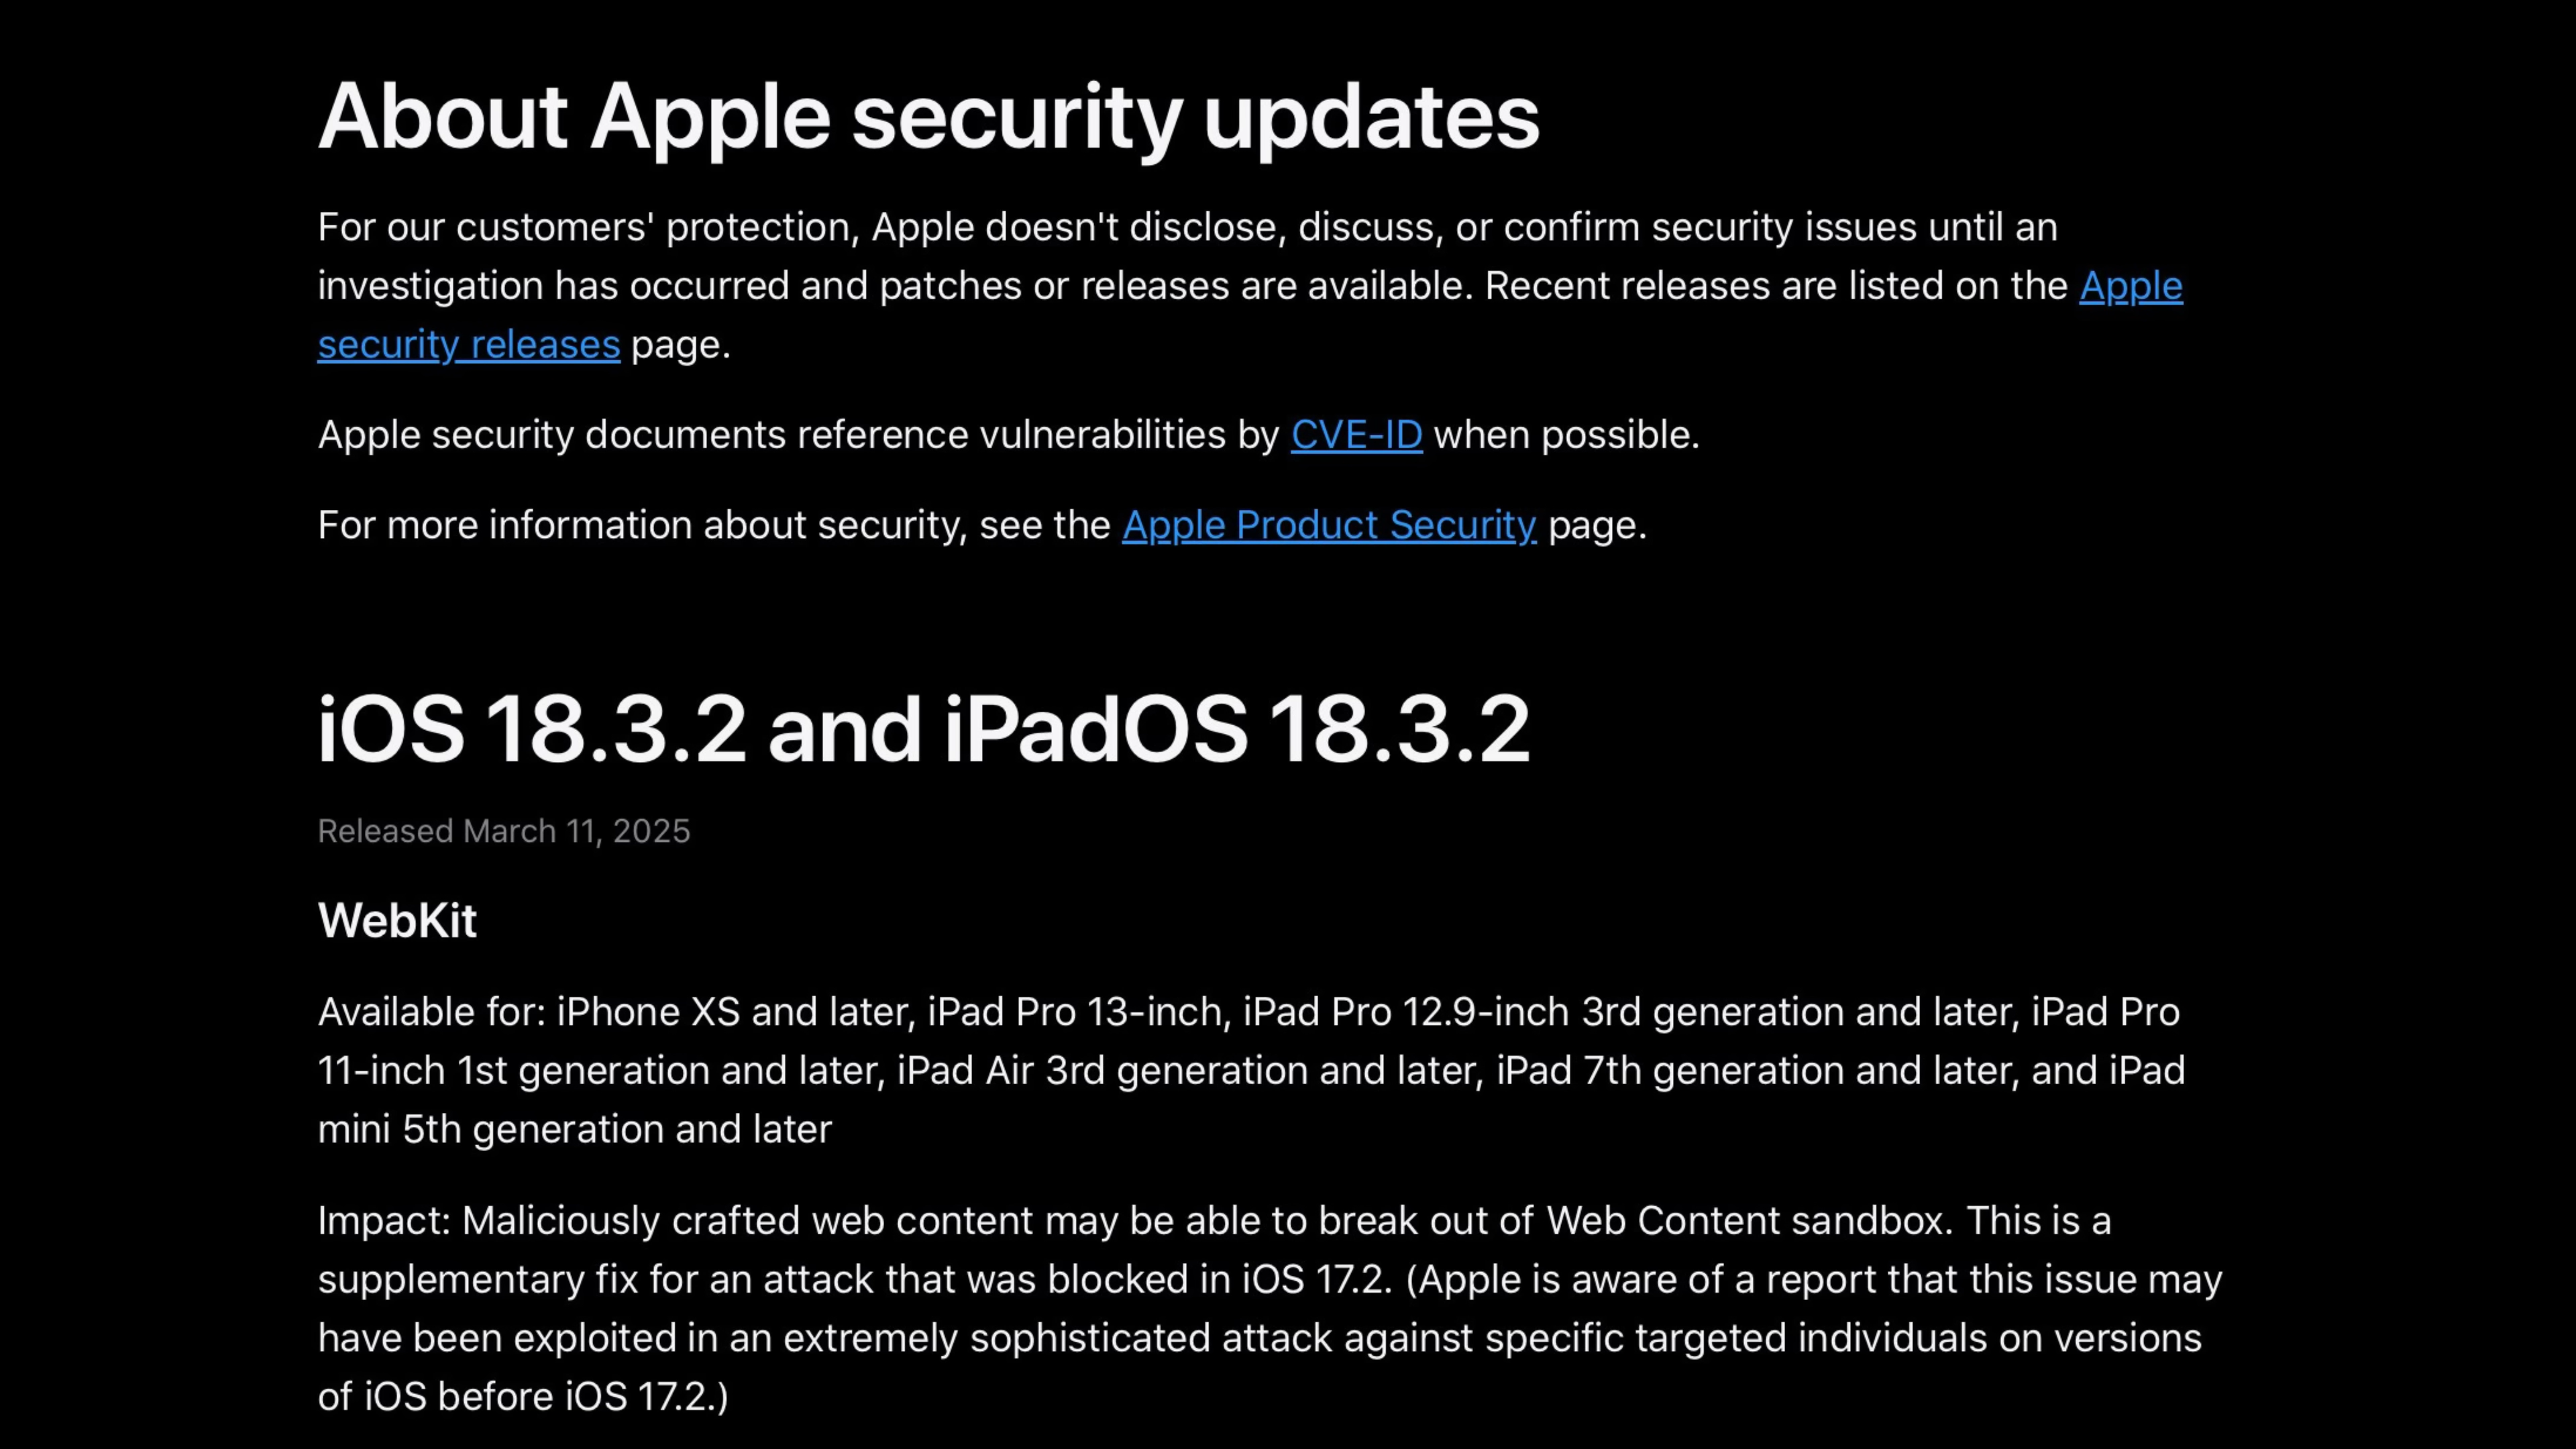 About Apple security updates
For our customers' protection, Apple doesn't disclose, discuss, or confirm security issues until an
investigation has occurred and patches or releases are available. Recent releases are listed on the Apple
security releases page.
Apple security documents reference vulnerabilities by CVE-ID when possible.
For more information about security, see the Apple Product Security page.
iOS 18.3.2 and iPadOS 18.3.2
Released March 11, 2025
WebKit
Available for: iPhone XS and later, iPad Pro 13-inch, iPad Pro 12.9-inch 3rd generation and later, iPad Pro
11-inch 1st generation and later, iPad Air 3rd generation and later, iPad 7th generation and later, and iPad
mini 5th generation and later
Impact: Maliciously crafted web content may be able to break out of Web Content sandbox. This is a
supplementary fix for an attack that was blocked in iOS 17.2. (Apple is aware of a report that this issue may
have been exploited in an extremely sophisticated attack against specific targeted individuals on versions
of iOS before iOS 17.2.)